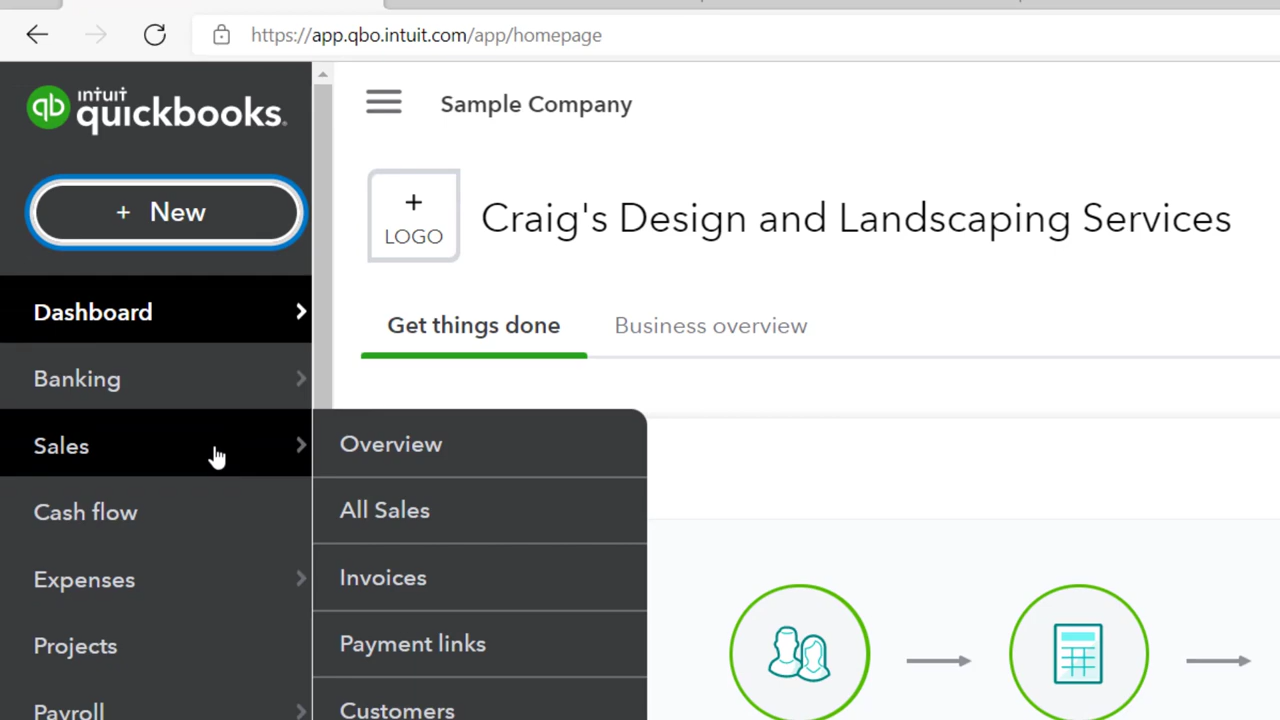 https://app.qbo.intuit.com/app/homepage
qb intuit quickbooks.
+ New
Dashboard
Banking
Sales
Cash flow
Expenses
Projects
Payroll
Overview
All Sales
Invoices
Payment links
Customers
Sample Company
+
LOGO
Craig's Design and Landscaping Services
Get things done
Business overview